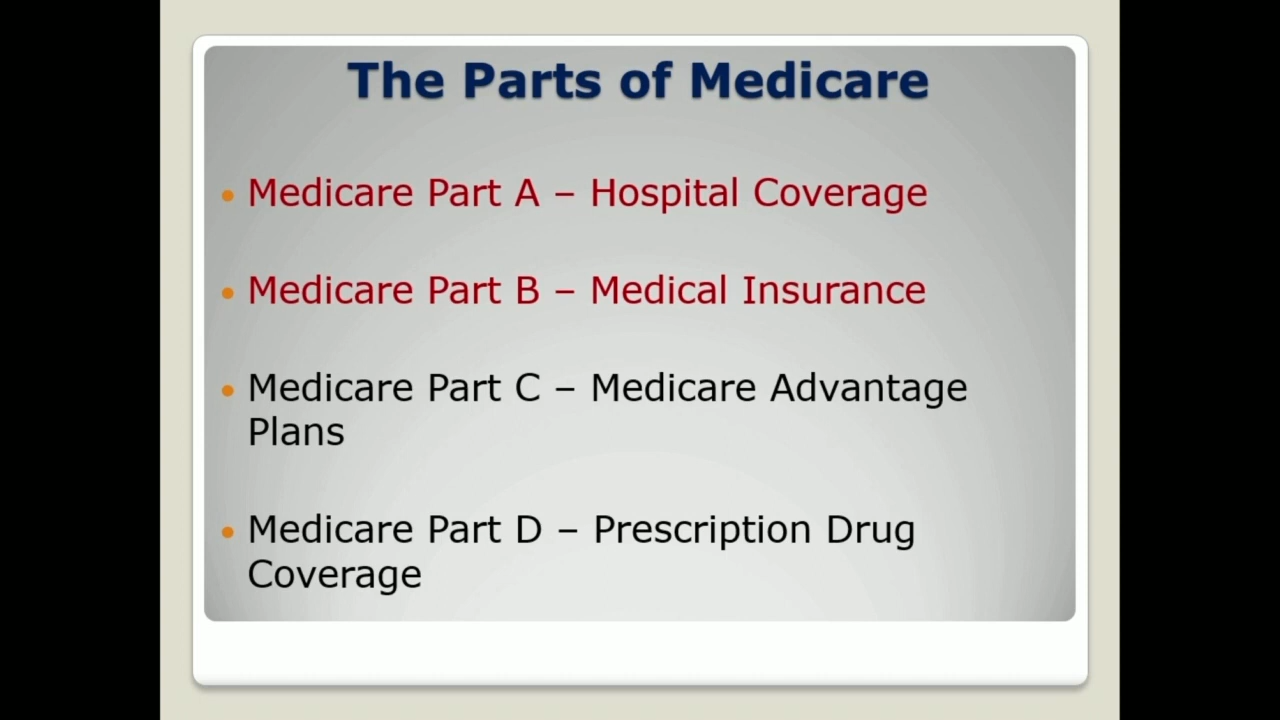 The Parts of Medicare
• Medicare Part A – Hospital Coverage
• Medicare Part B – Medical Insurance
• Medicare Part C – Medicare Advantage
Plans
• Medicare Part D – Prescription Drug
Coverage